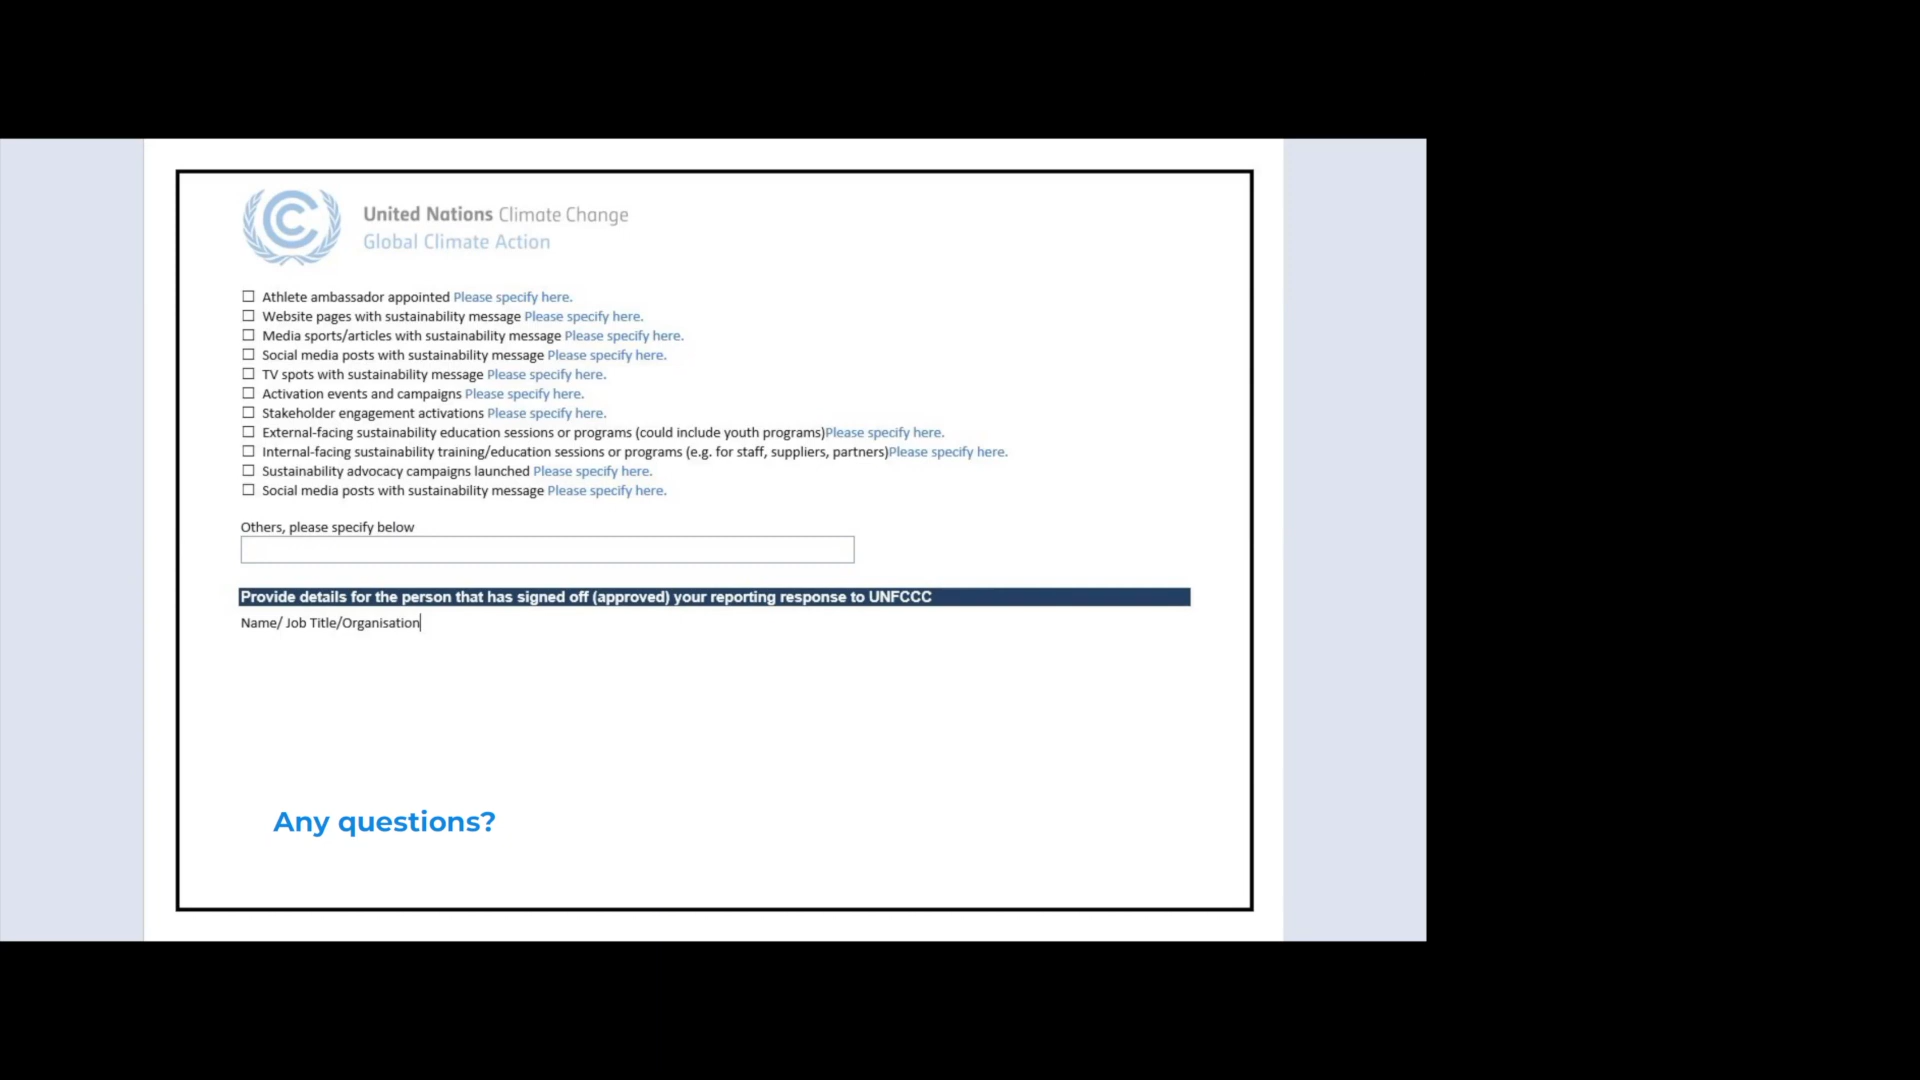 United Nations Climate Change
Global Climate Action
☐ Athlete ambassador appointed Please specify here.
☐ Website pages with sustainability message Please specify here.
☐ Media sports/articles with sustainability message Please specify here.
☐ Social media posts with sustainability message Please specify here.
☐ TV spots with sustainability message Please specify here.
☐ Activation events and campaigns Please specify here.
☐ Stakeholder engagement activations Please specify here.
☐ External-facing sustainability education sessions or programs (could include youth programs)Please specify here.
☐ Internal-facing sustainability training/education sessions or programs (e.g. for staff, suppliers, partners)Please specify here.
☐ Sustainability advocacy campaigns launched Please specify here.
☐ Social media posts with sustainability message Please specify here.
Others, please specify below
Provide details for the person that has signed off (approved) your reporting response to UNFCCC
Name/ Job Title/Organisation
Any questions?